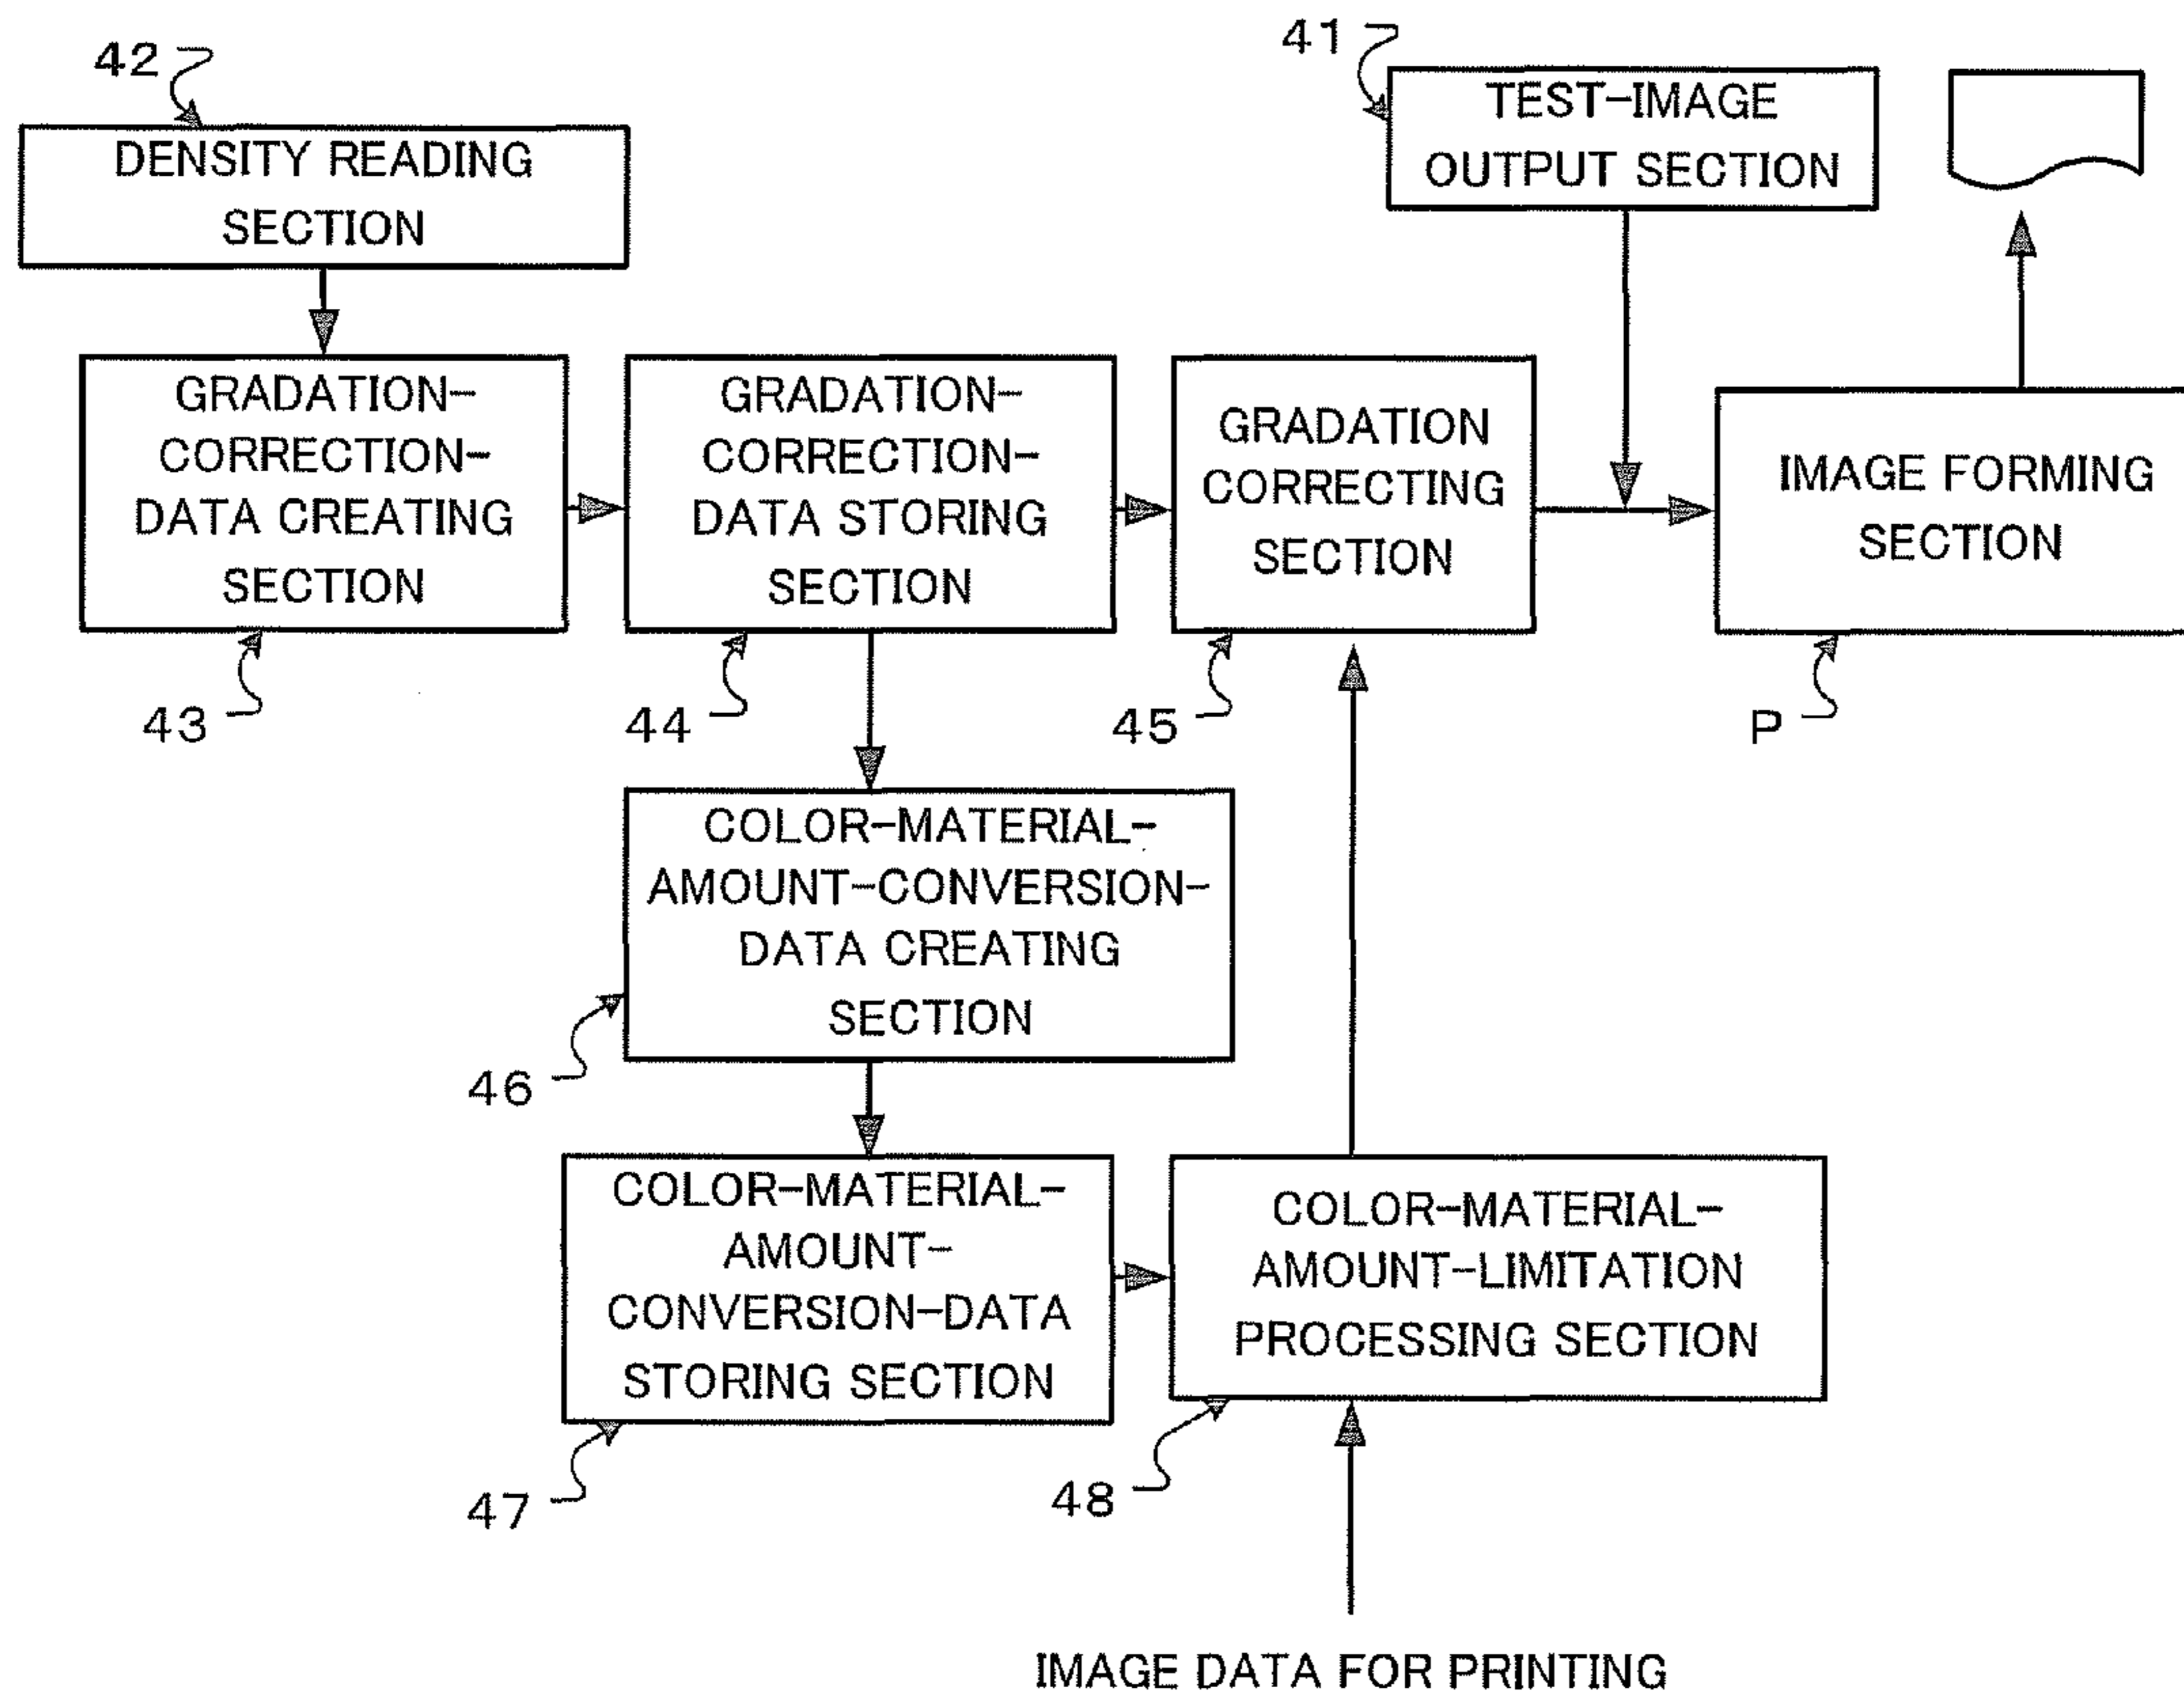 42
DENSITY READING
SECTION
41
TEST-IMAGE
OUTPUT SECTION
GRADATION-
CORRECTION-
DATA CREATING
SECTION
43
GRADATION-
CORRECTION-
DATA STORING
SECTION
44
GRADATION
CORRECTING
SECTION
45
IMAGE FORMING
SECTION
P
COLOR-MATERIAL-
AMOUNT-CONVERSION-
DATA CREATING
SECTION
46
COLOR-MATERIAL-
AMOUNT-
CONVERSION-DATA
STORING SECTION
47
COLOR-MATERIAL-
AMOUNT-LIMITATION
PROCESSING SECTION
48
IMAGE DATA FOR PRINTING